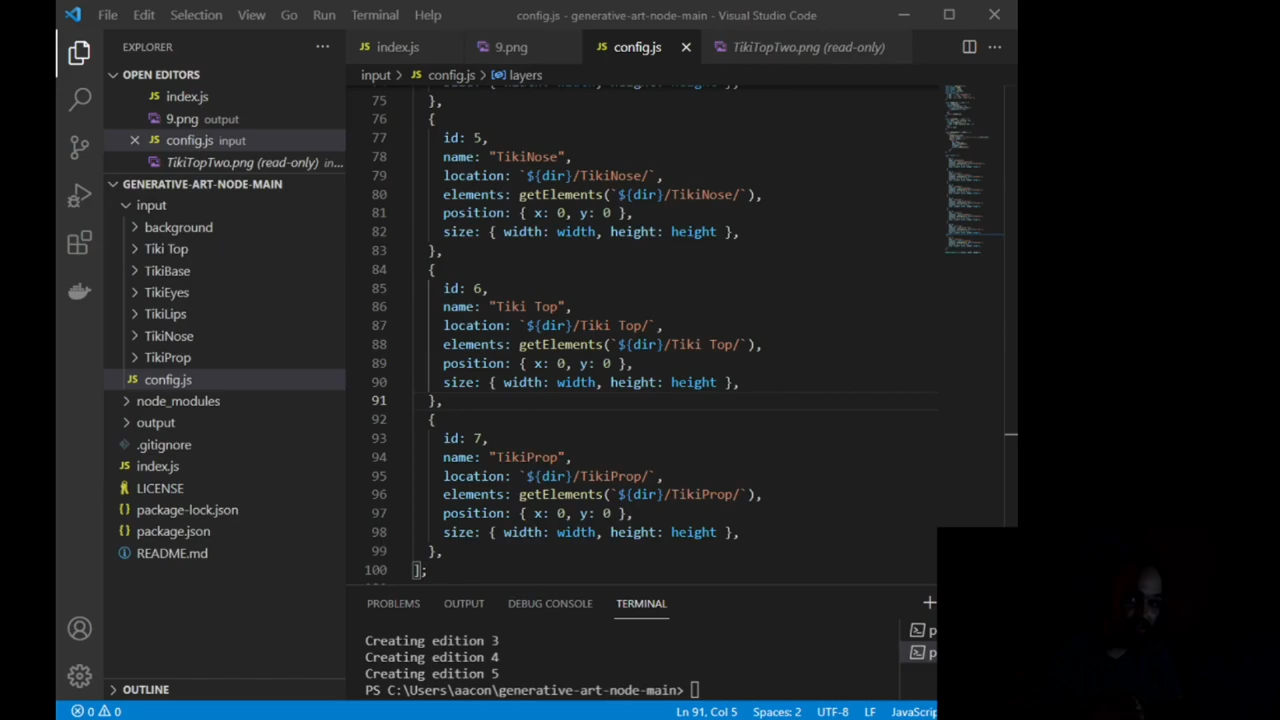 File Edit Selection View Go Run Terminal Help config.js - generative-art-node-main - Visual Studio Code
EXPLORER
OPEN EDITORS
index.js
9.png output
config.js input
TikiTopTwo.png (read-only) in...
GENERATIVE-ART-NODE-MAIN
input
background
Tiki Top
TikiBase
TikiEyes
TikiLips
TikiNose
TikiProp
config.js
node_modules
output
.gitignore
index.js
LICENSE
package-lock.json
package.json
README.md
OUTLINE
index.js 9.png config.js TikiTopTwo.png (read-only)
input > config.js > layers
75 },
76 {
77 id: 5,
78 name: "TikiNose",
79 location: `${dir}/TikiNose/`,
80 elements: getElements(`${dir}/TikiNose/`),
81 position: { x: 0, y: 0 },
82 size: { width: width, height: height },
83 },
84 {
85 id: 6,
86 name: "Tiki Top",
87 location: `${dir}/Tiki Top/`,
88 elements: getElements(`${dir}/Tiki Top/`),
89 position: { x: 0, y: 0 },
90 size: { width: width, height: height },
91 },
92 {
93 id: 7,
94 name: "TikiProp",
95 location: `${dir}/TikiProp/`,
96 elements: getElements(`${dir}/TikiProp/`),
97 position: { x: 0, y: 0 },
98 size: { width: width, height: height },
99 },
100 ];
PROBLEMS OUTPUT DEBUG CONSOLE TERMINAL
Creating edition 3
Creating edition 4
Creating edition 5
PS C:\Users\aacon\generative-art-node-main>
p
p
0 0 Ln 91, Col 5 Spaces: 2 UTF-8 LF JavaScrip